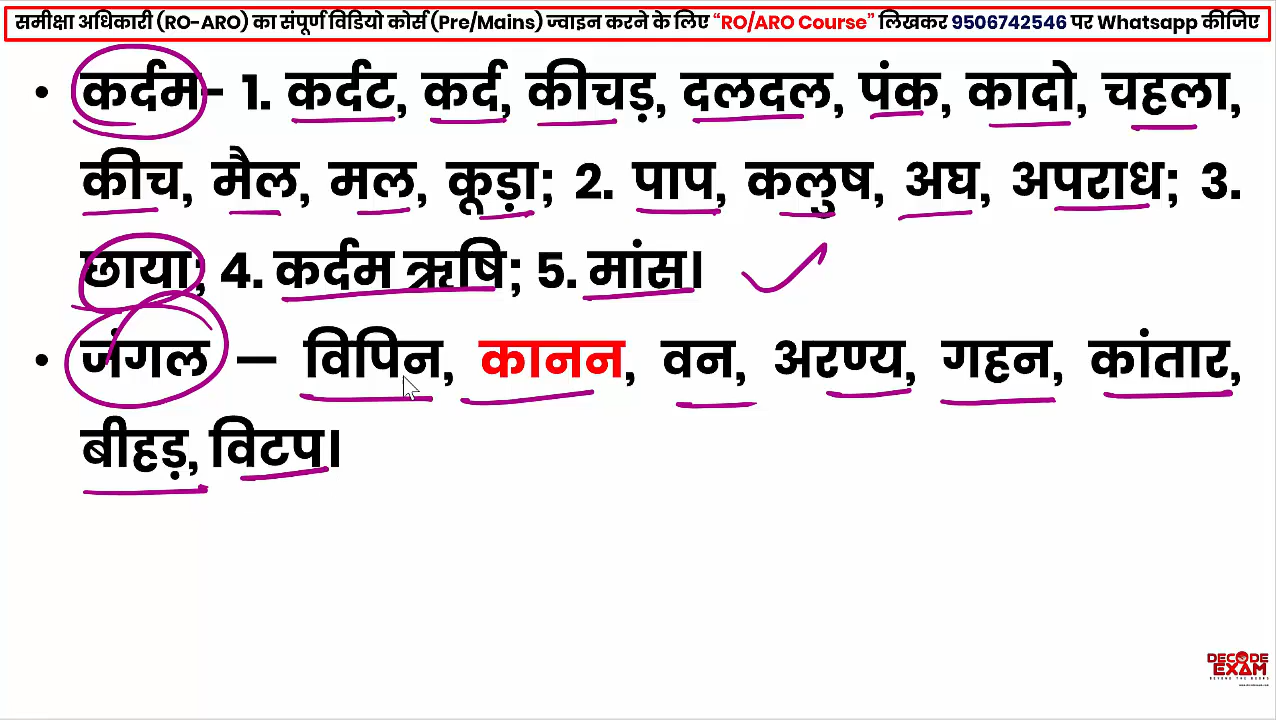 समीक्षा अधिकारी (RO-ARO) का संपूर्ण विडियो कोर्स (Pre/Mains) ज्वाइन करने के लिए “RO/ARO Course” लिखकर 9506742546 पर Whatsapp कीजिए
• कर्दम- 1. कर्दट, कर्द, कीचड़, दलदल, पंक, कादो, चहला,
कीच, मैल, मल, कूड़ा; 2. पाप, कलुष, अघ, अपराध; 3.
छाया; 4. कर्दम ऋषि; 5. मांस।
• जंगल — विपिन, कानन, वन, अरण्य, गहन, कांतार,
बीहड़, विटप।
DECODE
EXAM